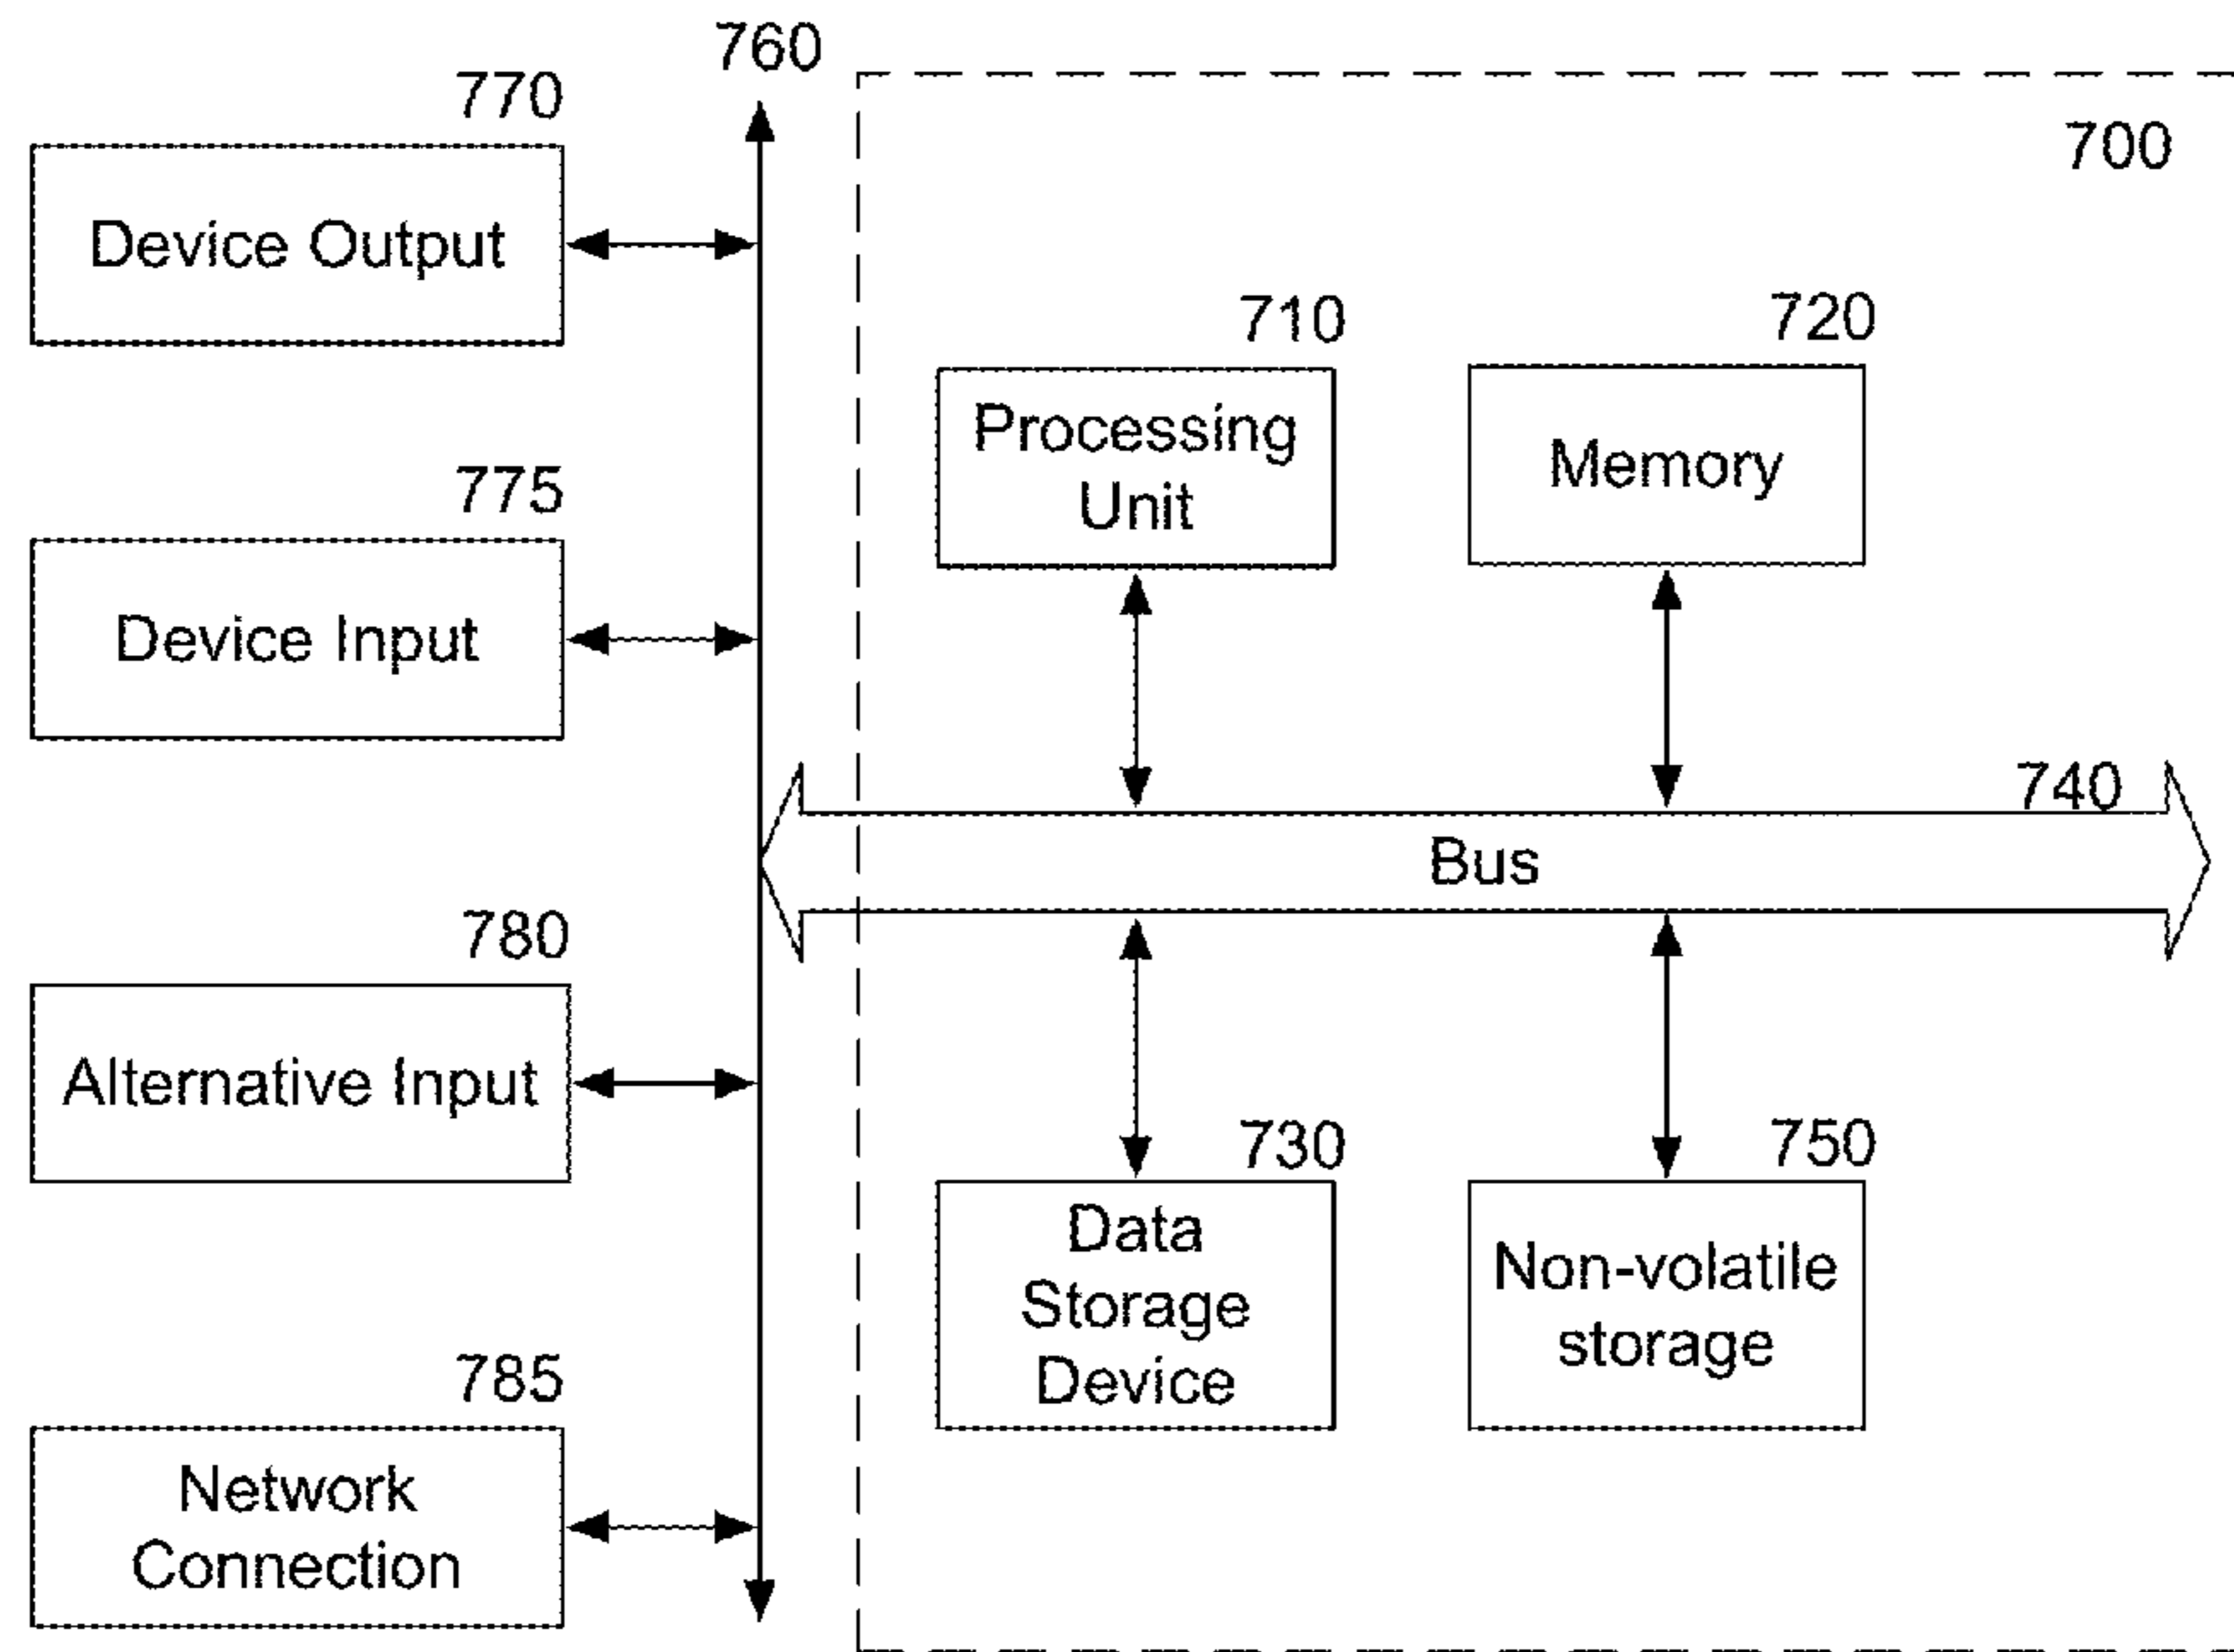 760
770
700
Device Output
710
720
Processing
Unit
Memory
775
Device Input
740
Bus
780
Alternative Input
730
750
Data
Storage
Device
Non-volatile
storage
785
Network
Connection